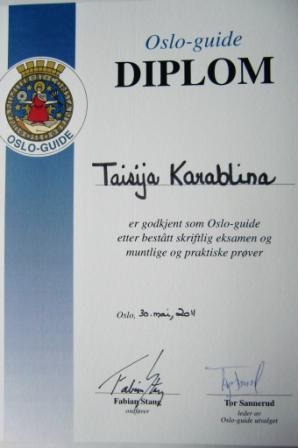 Oslo-guide
DIPLOM
OSLO-GUIDE
Taisija Karablina
er godkjent som Oslo-guide
etter bestått skriftlig eksamen og
muntlige og praktiske prøver
Oslo, 30. mai, 2011
Fabian Stang
ordfører
Tor Sannerud
leder av
Oslo-guide utvalget